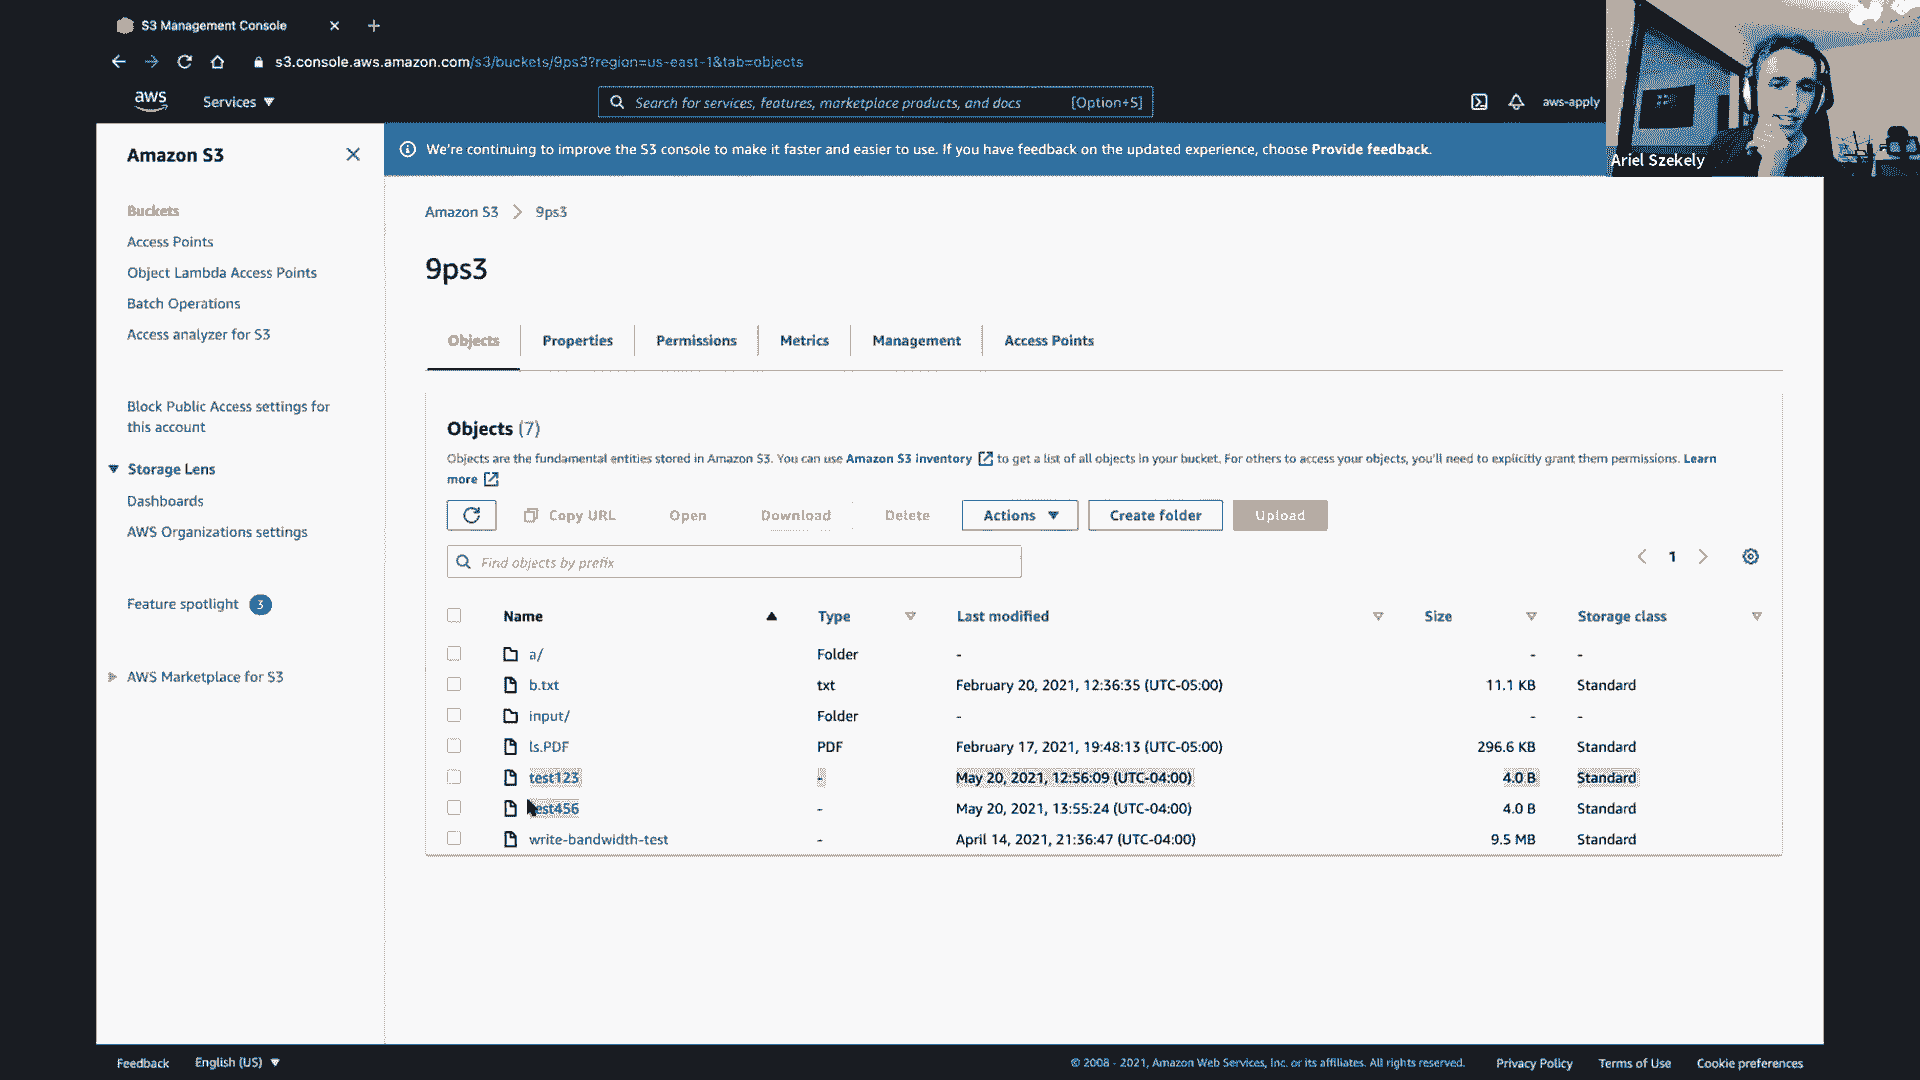 S3 Management Console
s3.console.aws.amazon.com/s3/buckets/9ps3?region=us-east-1&tab=objects
aws
Services
Search for services, features, marketplace products, and docs [Option+S]
aws-apply
Ariel Szekely
Amazon S3
We're continuing to improve the S3 console to make it faster and easier to use. If you have feedback on the updated experience, choose Provide feedback.
Buckets
Access Points
Object Lambda Access Points
Batch Operations
Access analyzer for S3
Block Public Access settings for
this account
Storage Lens
Dashboards
AWS Organizations settings
Feature spotlight 3
AWS Marketplace for S3
Amazon S3 > 9ps3
9ps3
Objects Properties Permissions Metrics Management Access Points
Objects (7)
Objects are the fundamental entities stored in Amazon S3. You can use Amazon S3 inventory to get a list of all objects in your bucket. For others to access your objects, you'll need to explicitly grant them permissions. Learn
more
Copy URL Open Download Delete Actions Create folder Upload
Find objects by prefix
1
Name Type Last modified Size Storage class
a/ Folder - - -
b.txt txt February 20, 2021, 12:36:35 (UTC-05:00) 11.1 KB Standard
input/ Folder - - -
ls.PDF PDF February 17, 2021, 19:48:13 (UTC-05:00) 296.6 KB Standard
test123 - May 20, 2021, 12:56:09 (UTC-04:00) 4.0 B Standard
test456 - May 20, 2021, 13:55:24 (UTC-04:00) 4.0 B Standard
write-bandwidth-test - April 14, 2021, 21:36:47 (UTC-04:00) 9.5 MB Standard
Feedback English (US)
© 2008 - 2021, Amazon Web Services, Inc. or its affiliates. All rights reserved. Privacy Policy Terms of Use Cookie preferences